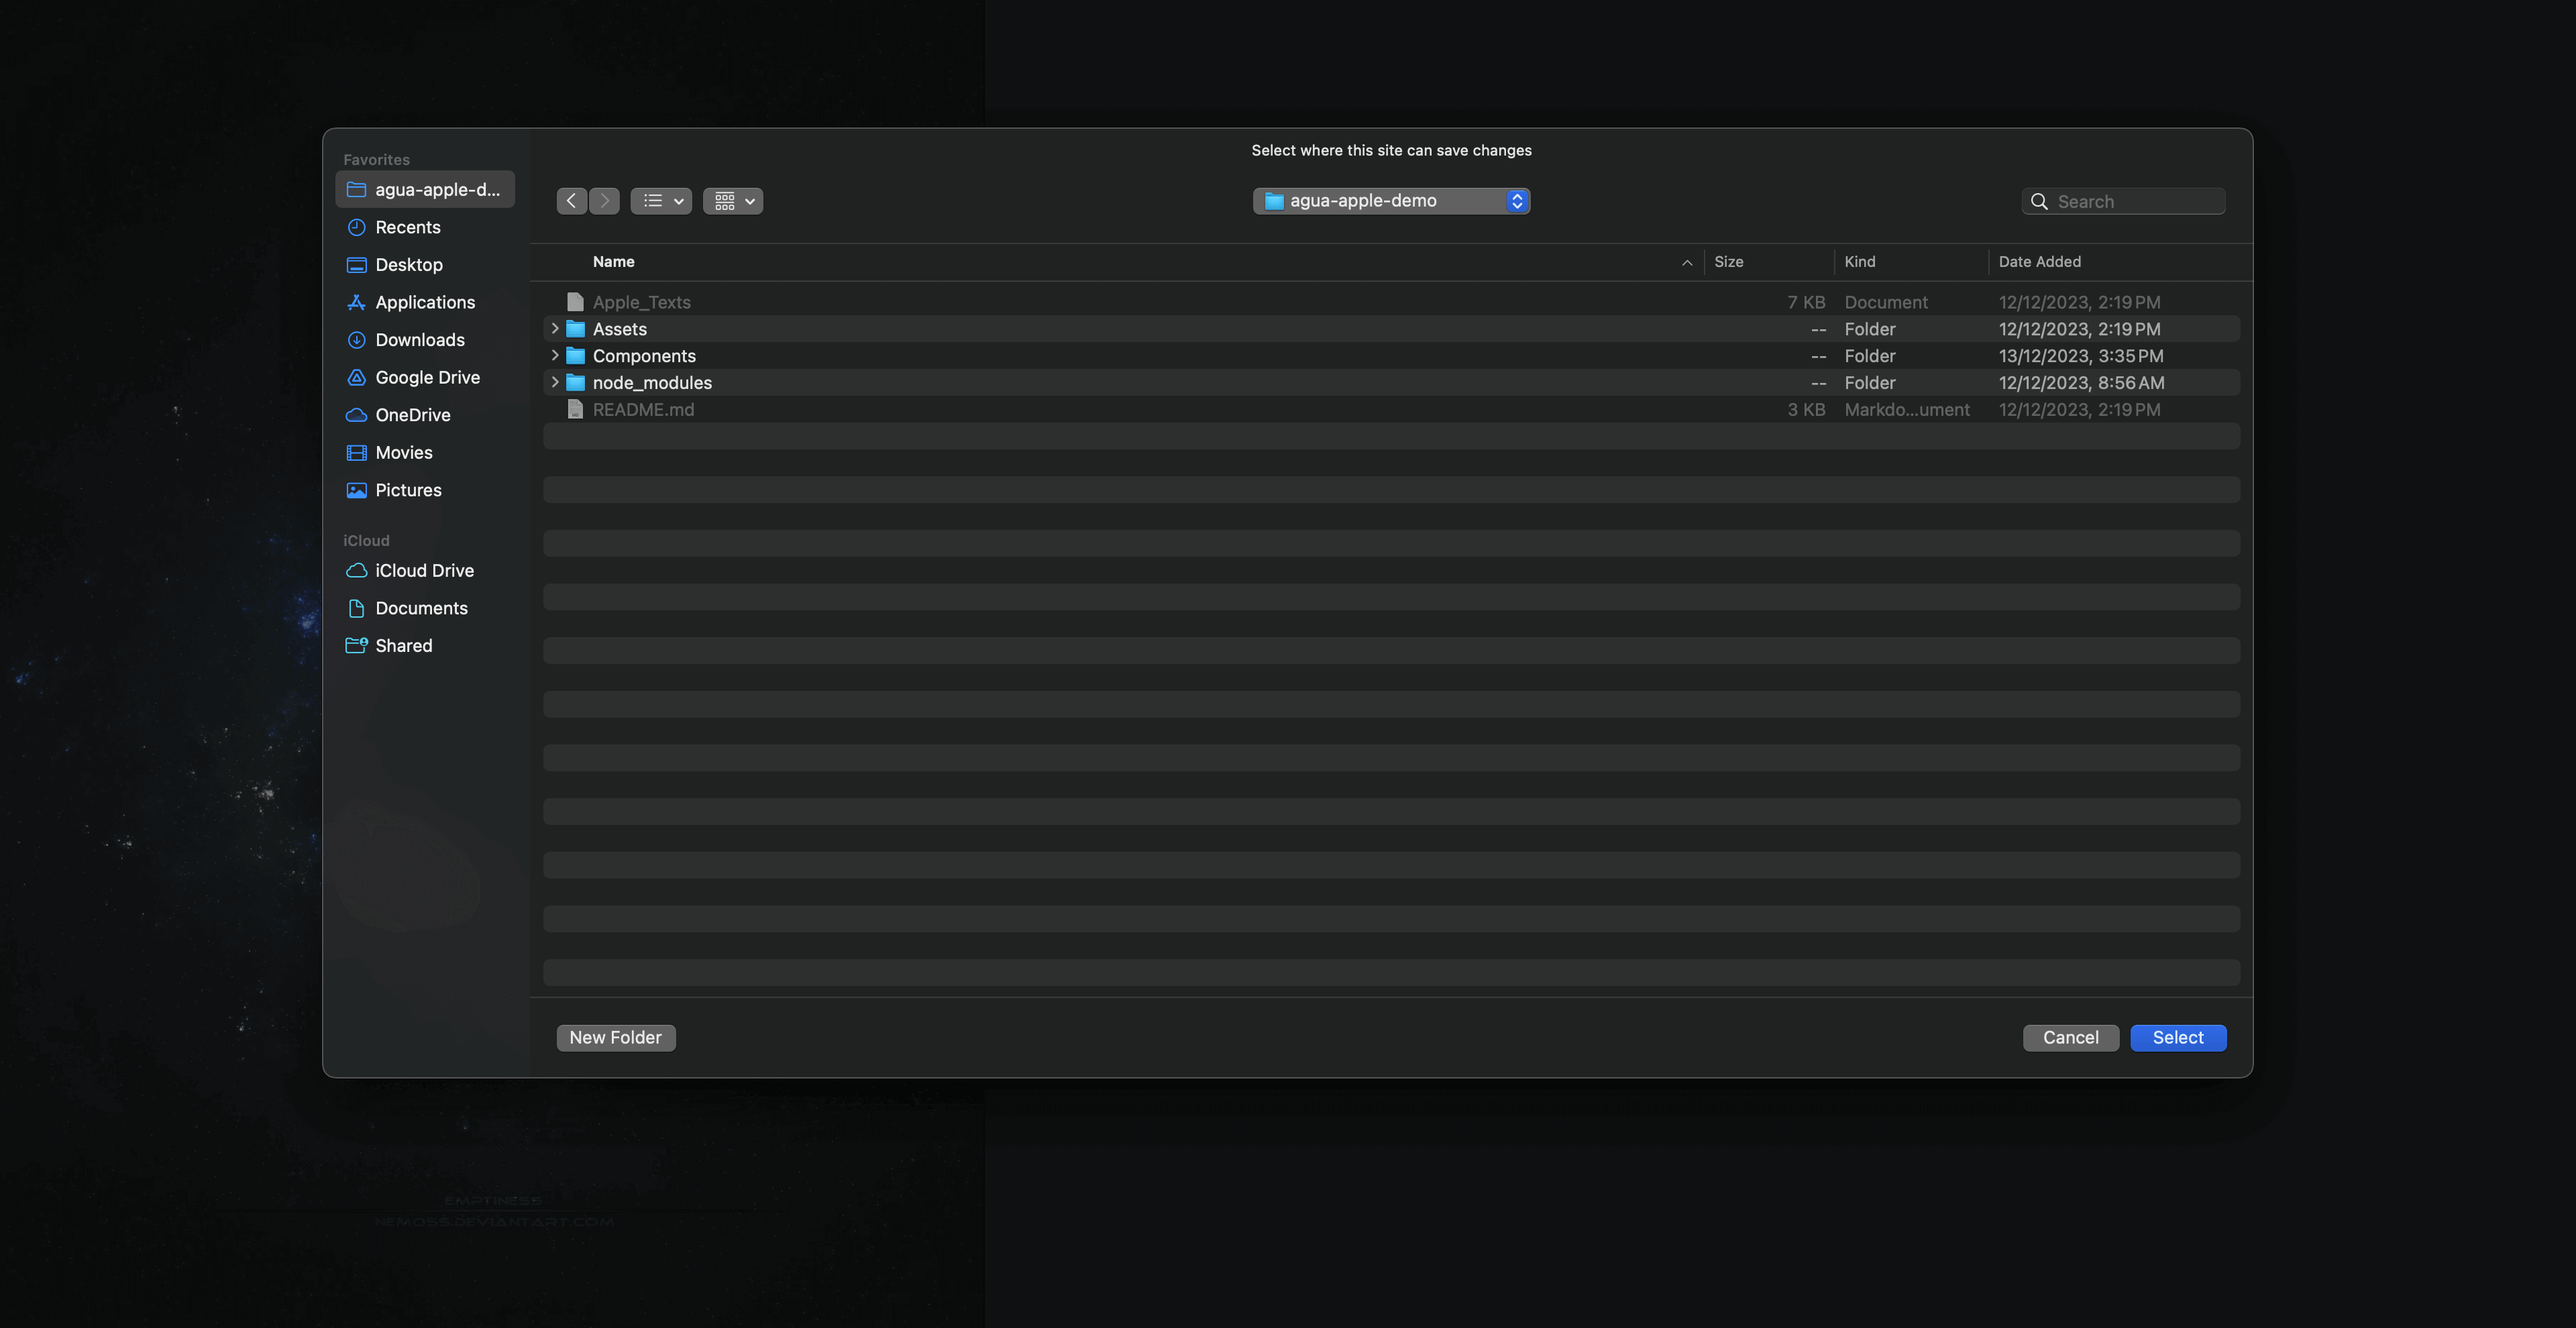 Favorites
agua-apple-d...
Recents
Desktop
Applications
Downloads
Google Drive
OneDrive
Movies
Pictures
iCloud
iCloud Drive
Documents
Shared
Select where this site can save changes
agua-apple-demo
Search
Name Size Kind Date Added
Apple_Texts 7 KB Document 12/12/2023, 2:19 PM
Assets -- Folder 12/12/2023, 2:19 PM
Components -- Folder 13/12/2023, 3:35 PM
node_modules -- Folder 12/12/2023, 8:56 AM
README.md 3 KB Markdo...ument 12/12/2023, 2:19 PM
New Folder
Cancel
Select
EMPTINESS
NEMOSS.DEVIANTART.COM